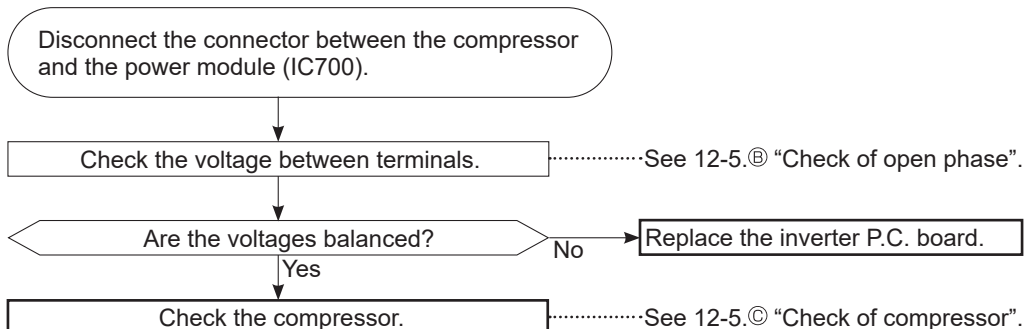 Disconnect the connector between the compressor
and the power module (IC700).
Check the voltage between terminals.
See 12-5.Ⓑ “Check of open phase”.
Are the voltages balanced?
No
Replace the inverter P.C. board.
Yes
Check the compressor.
See 12-5.Ⓒ “Check of compressor”.